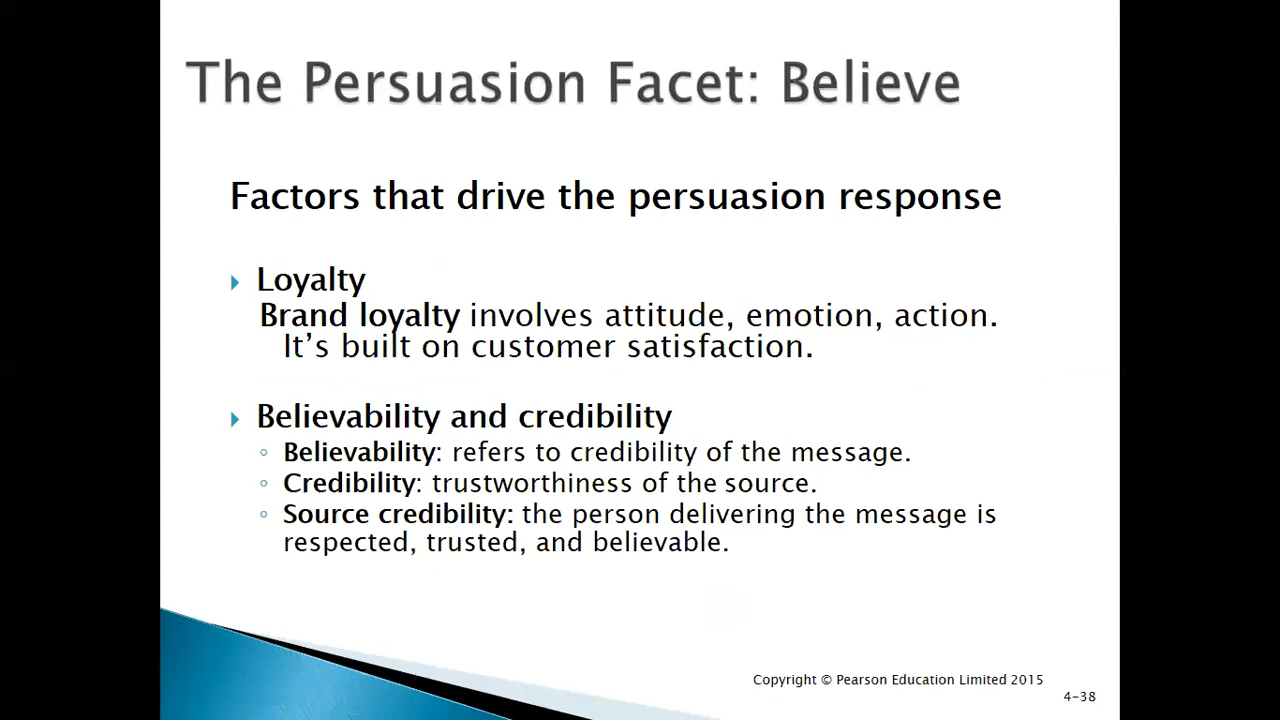 The Persuasion Facet: Believe
Factors that drive the persuasion response
Loyalty
Brand loyalty involves attitude, emotion, action.
It’s built on customer satisfaction.
Believability and credibility
Believability: refers to credibility of the message.
Credibility: trustworthiness of the source.
Source credibility: the person delivering the message is
respected, trusted, and believable.
Copyright © Pearson Education Limited 2015
4-38